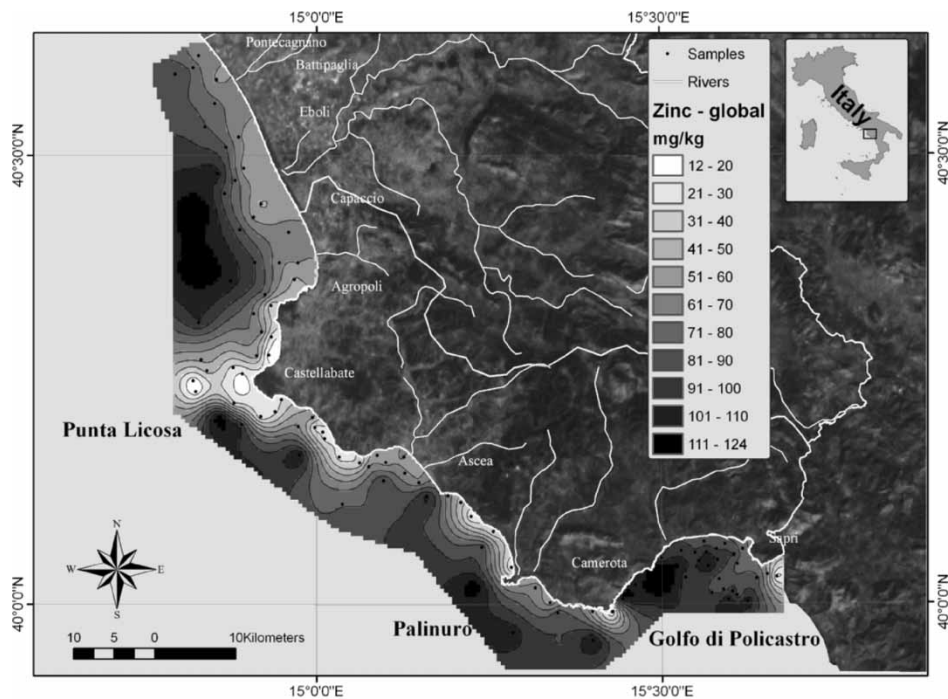 15°0'0"E 15°30'0"E
Pontecagnano
Battipaglia
Eboli
Capaccio
Agropoli
Castellabate
Punta Licosa
Ascea
Camerota
Sapri
Palinuro
Golfo di Policastro
Samples
Rivers
Zinc - global
mg/kg
12 - 20
21 - 30
31 - 40
41 - 50
51 - 60
61 - 70
71 - 80
81 - 90
91 - 100
101 - 110
111 - 124
Italy
40°30'0"N
40°30'0"N
40°0'0"N
40°0'0"N
N
W E
S
10 5 0 10Kilometers
15°0'0"E 15°30'0"E